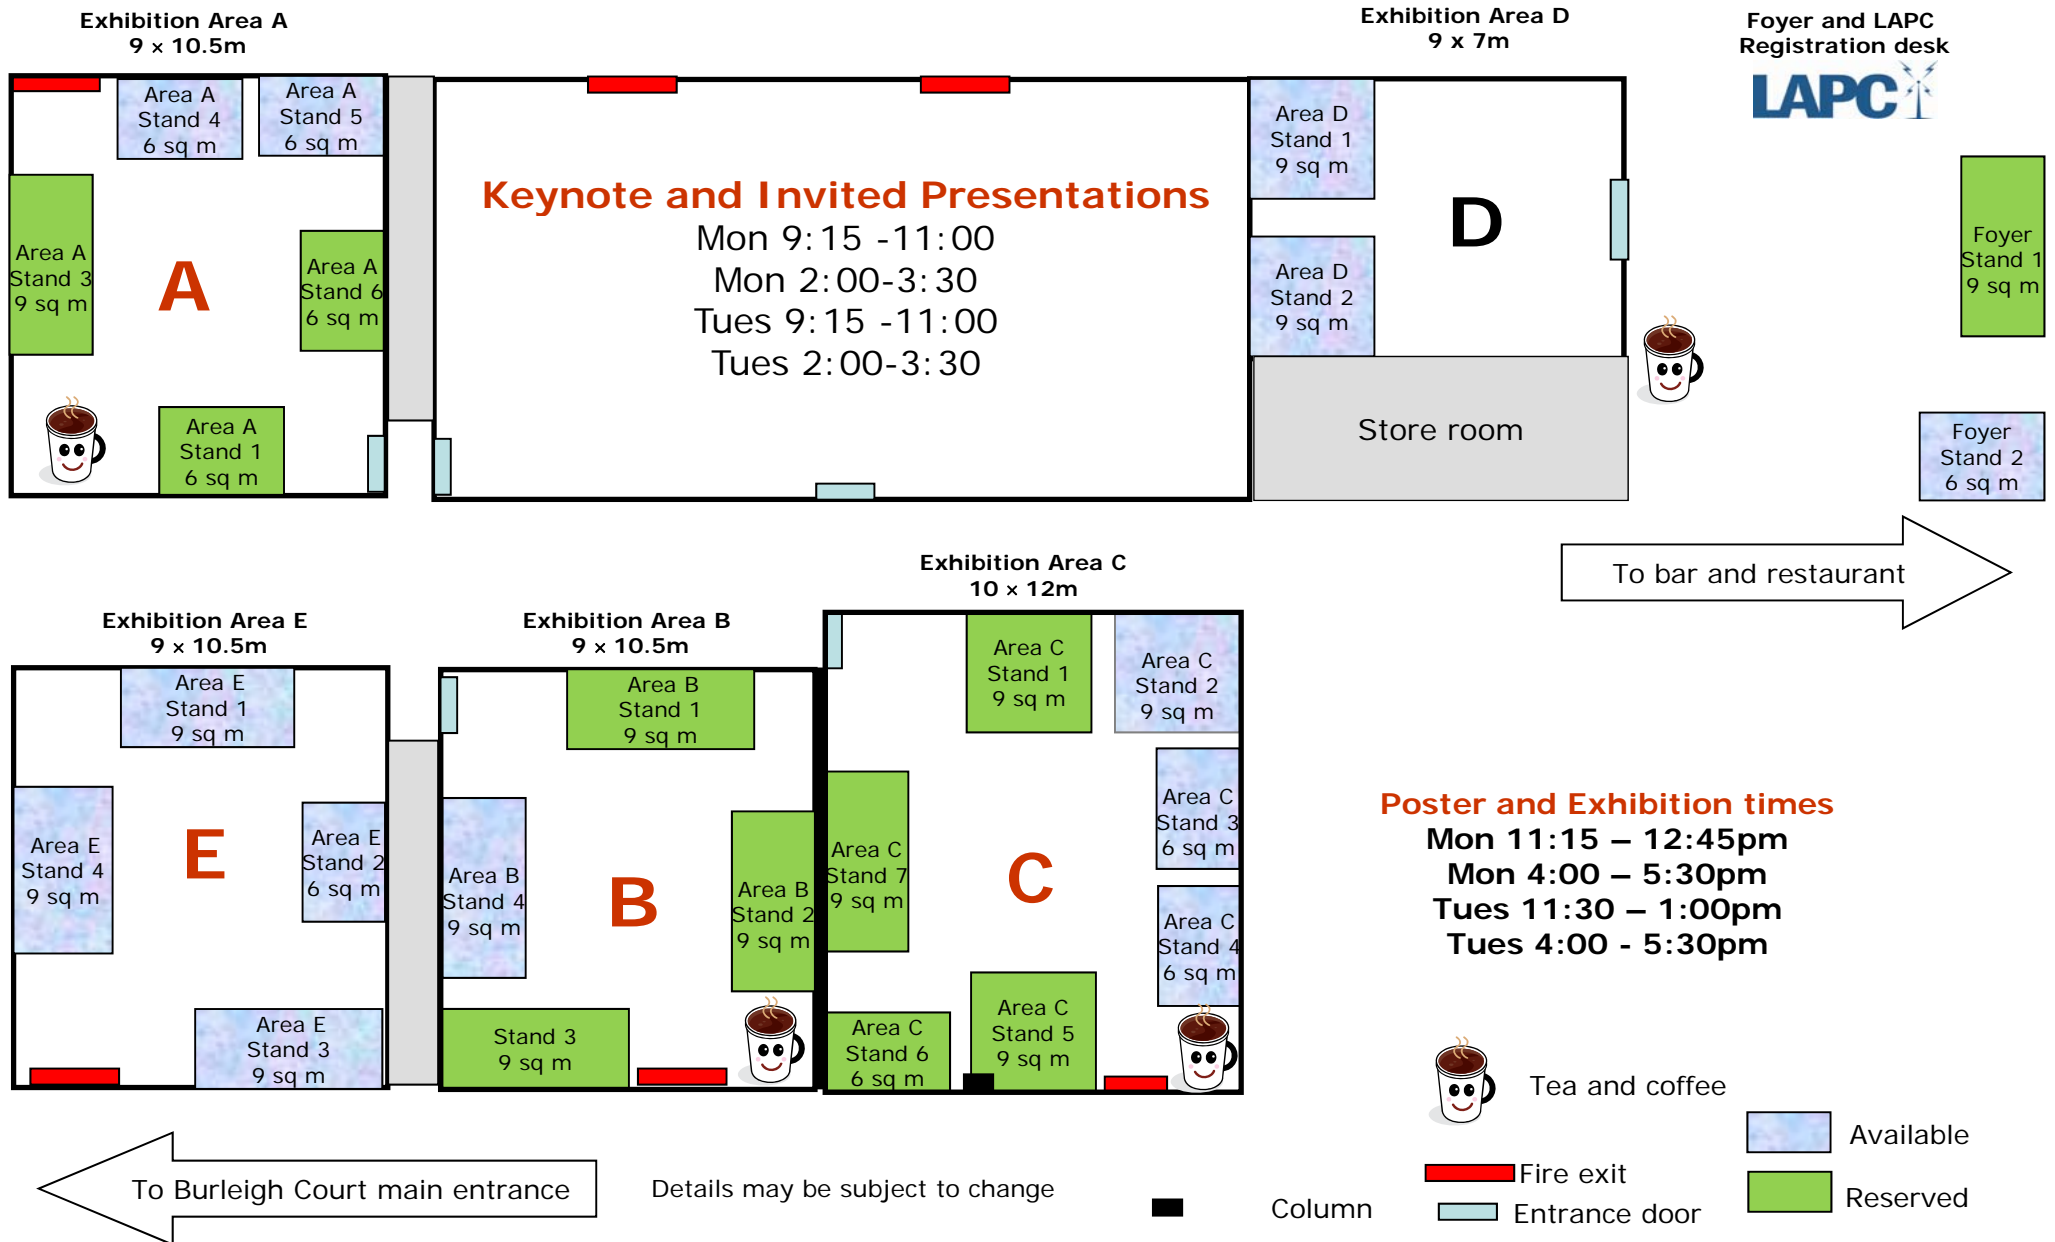 Exhibition Area A
9 × 10.5m
Exhibition Area D
9 x 7m
Foyer and LAPC
Registration desk
LAPC
Area A
Stand 4
6 sq m
Area A
Stand 5
6 sq m
Area A
Stand 3
9 sq m
A
Area A
Stand 6
6 sq m
Area A
Stand 1
6 sq m
Keynote and Invited Presentations
Mon 9:15 -11:00
Mon 2:00-3:30
Tues 9:15 -11:00
Tues 2:00-3:30
Area D
Stand 1
9 sq m
D
Area D
Stand 2
9 sq m
Store room
Foyer
Stand 1
9 sq m
Foyer
Stand 2
6 sq m
To bar and restaurant
Exhibition Area E
9 × 10.5m
Exhibition Area B
9 × 10.5m
Exhibition Area C
10 × 12m
Area E
Stand 1
9 sq m
Area E
Stand 4
9 sq m
E
Area E
Stand 2
6 sq m
Area E
Stand 3
9 sq m
Area B
Stand 1
9 sq m
Area B
Stand 4
9 sq m
B
Area B
Stand 2
9 sq m
Stand 3
9 sq m
Area C
Stand 1
9 sq m
Area C
Stand 2
9 sq m
Area C
Stand 3
6 sq m
Area C
Stand 7
9 sq m
C
Area C
Stand 4
6 sq m
Area C
Stand 6
6 sq m
Area C
Stand 5
9 sq m
Poster and Exhibition times
Mon 11:15 – 12:45pm
Mon 4:00 – 5:30pm
Tues 11:30 – 1:00pm
Tues 4:00 - 5:30pm
Tea and coffee
Available
Fire exit
Reserved
Entrance door
Column
To Burleigh Court main entrance
Details may be subject to change